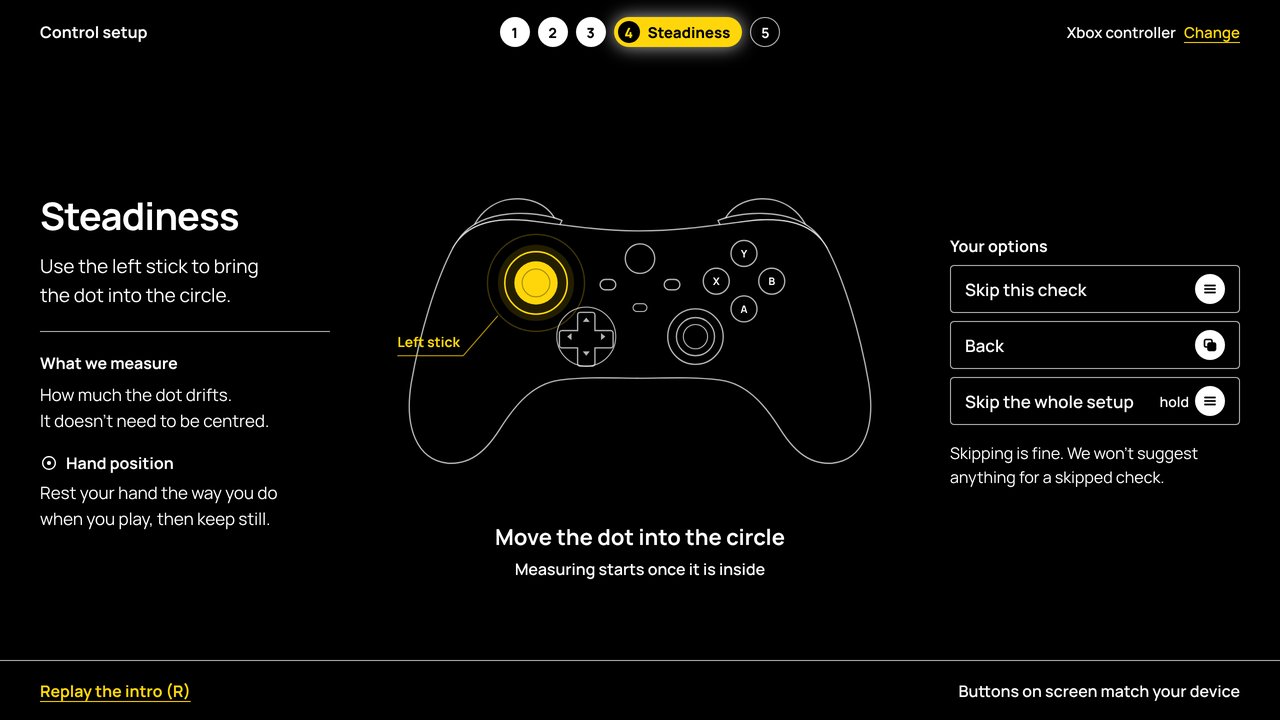 Control setup
1
2
3
4 Steadiness
5
Xbox controller Change
Steadiness
Use the left stick to bring
the dot into the circle.
What we measure
How much the dot drifts.
It doesn't need to be centred.
Hand position
Rest your hand the way you do
when you play, then keep still.
Left stick
Y
X
B
A
Move the dot into the circle
Measuring starts once it is inside
Your options
Skip this check
Back
Skip the whole setup hold
Skipping is fine. We won't suggest
anything for a skipped check.
Replay the intro (R)
Buttons on screen match your device